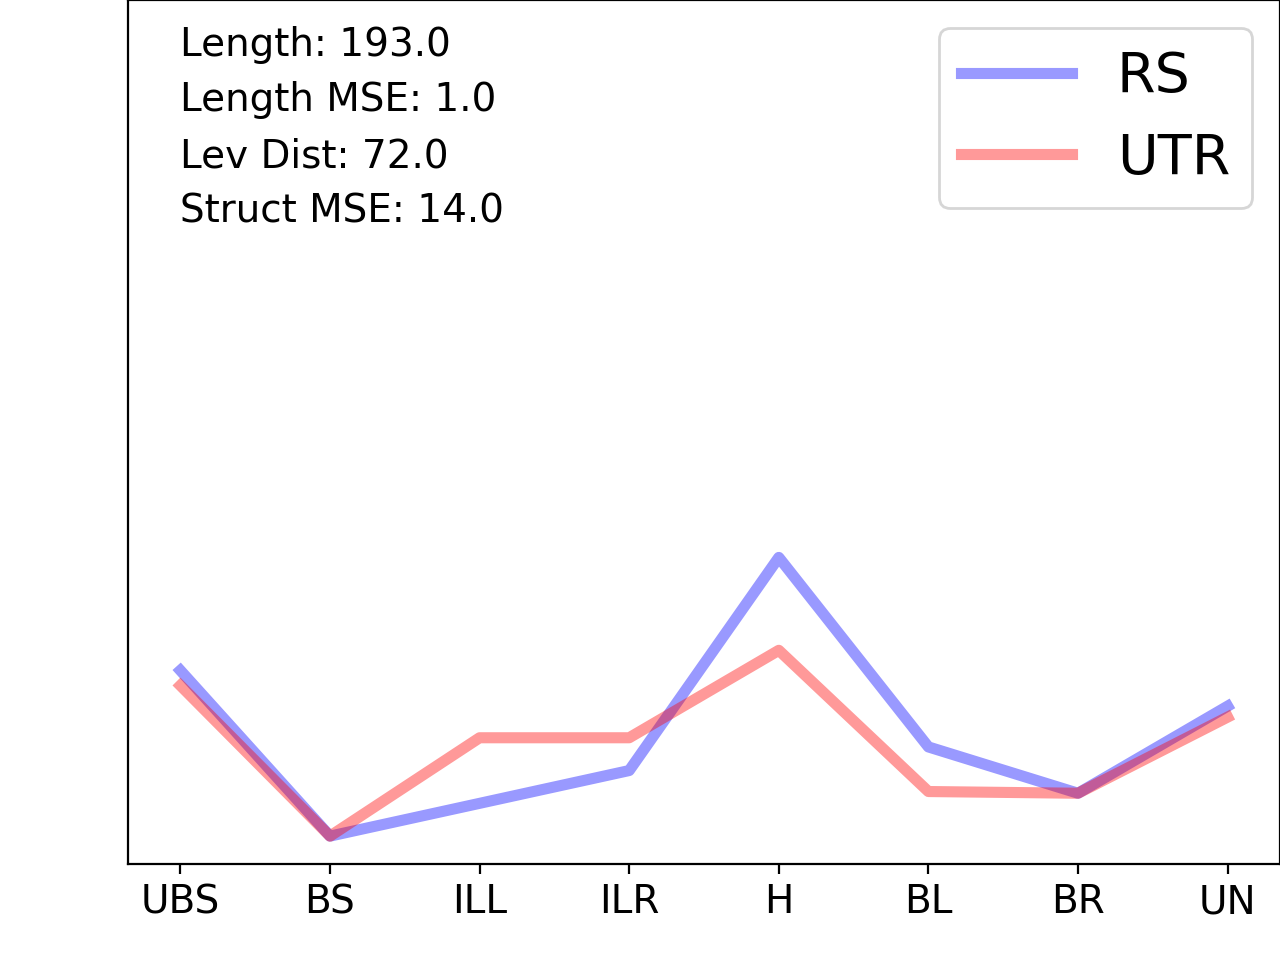 Length: 193.0
Length MSE: 1.0
Lev Dist: 72.0
Struct MSE: 14.0
RS
UTR
UBS BS ILL ILR H BL BR UN